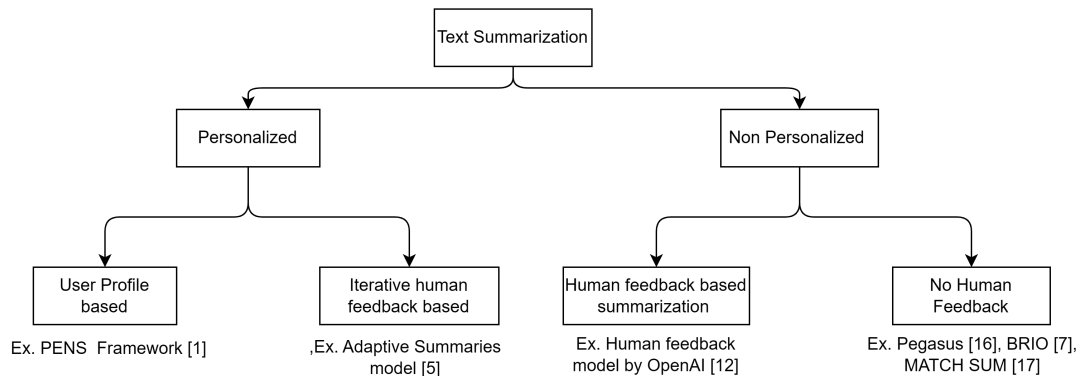 Text Summarization
Personalized
Non Personalized
User Profile
based
Iterative human
feedback based
Human feedback based
summarization
No Human
Feedback
Ex. PENS  Framework [1]
,Ex. Adaptive Summaries
model [5]
Ex. Human feedback
model by OpenAI [12]
Ex. Pegasus [16], BRIO [7],
MATCH SUM [17]